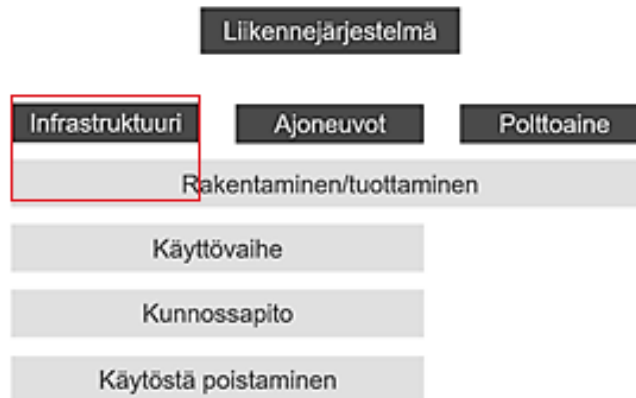 Liikennejärjestelmä
Infrastruktuuri Ajoneuvot Polttoaine
Rakentaminen/tuottaminen
Käyttövaihe
Kunnossapito
Käytöstä poistaminen